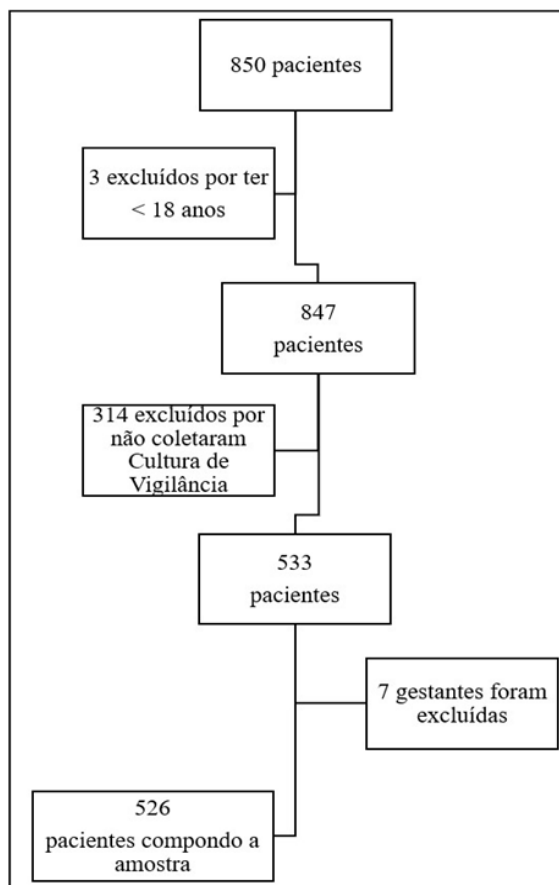 850 pacientes
3 excluídos por ter
< 18 anos
847
pacientes
314 excluídos por
não coletaram
Cultura de
Vigilância
533
pacientes
7 gestantes foram
excluídas
526
pacientes compondo a
amostra